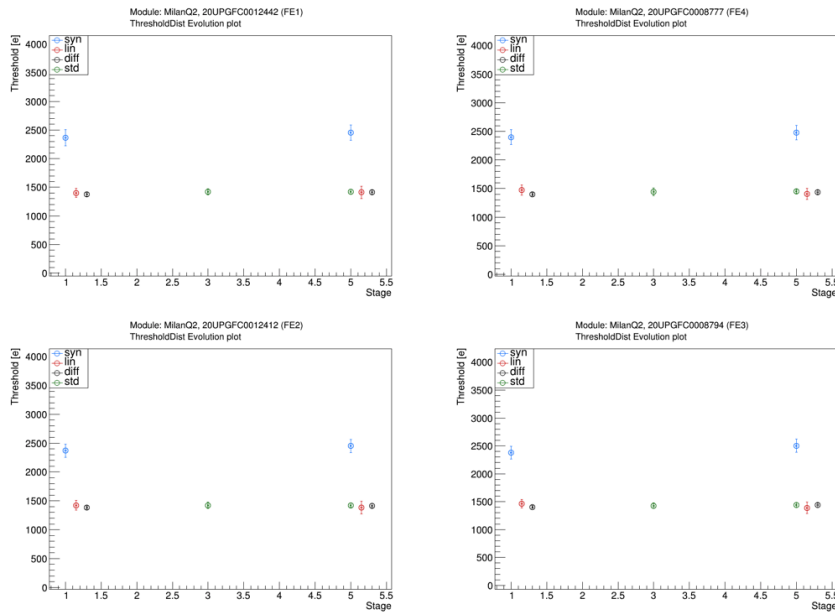 Module: MilanQ2, 20UPGFC0012442 (FE1)
ThresholdDist Evolution plot
Threshold [e]
4000
3500
3000
2500
2000
1500
1000
500
0
syn
lin
diff
std
1 1.5 2 2.5 3 3.5 4 4.5 5 5.5
Stage
Module: MilanQ2, 20UPGFC0008777 (FE4)
ThresholdDist Evolution plot
Threshold [e]
4000
3500
3000
2500
2000
1500
1000
500
0
syn
lin
diff
std
1 1.5 2 2.5 3 3.5 4 4.5 5 5.5
Stage
Module: MilanQ2, 20UPGFC0012412 (FE2)
ThresholdDist Evolution plot
Threshold [e]
4000
3500
3000
2500
2000
1500
1000
500
0
syn
lin
diff
std
1 1.5 2 2.5 3 3.5 4 4.5 5 5.5
Stage
Module: MilanQ2, 20UPGFC0008794 (FE3)
ThresholdDist Evolution plot
Threshold [e]
4000
3500
3000
2500
2000
1500
1000
500
0
syn
lin
diff
std
1 1.5 2 2.5 3 3.5 4 4.5 5 5.5
Stage